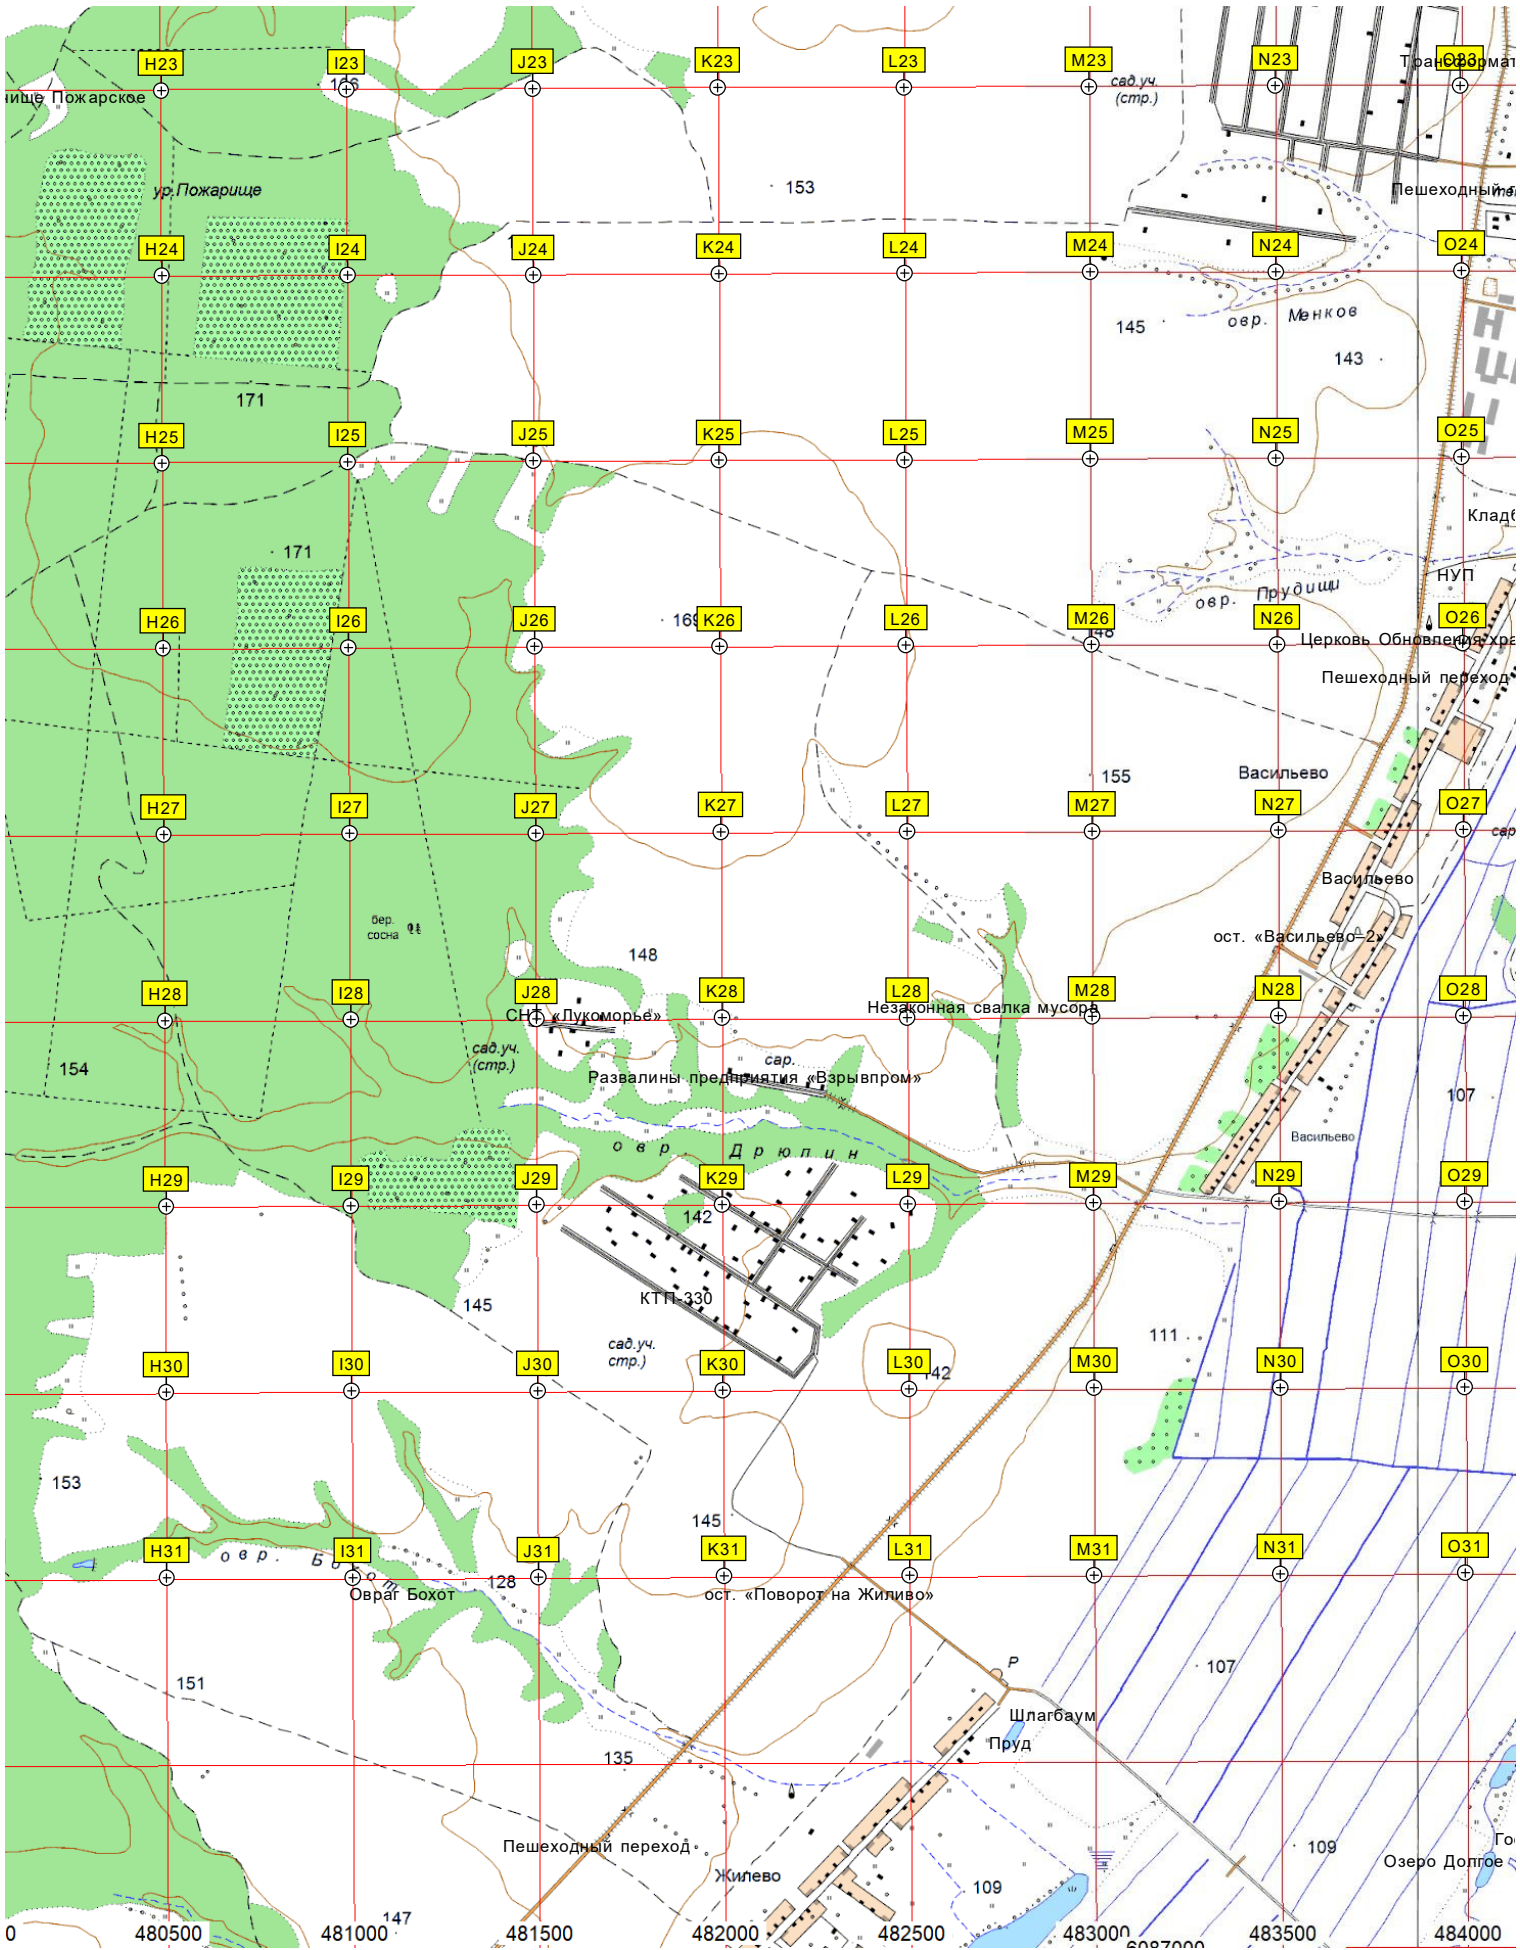 H23
I23
J23
K23
L23
M23
N23
O23
сад.уч.
(стр.)
нище Пожарское
ур.Пожарище
153
H24
I24
J24
K24
L24
M24
N24
O24
145
овр. Менков
143
171
H25
I25
J25
K25
L25
M25
N25
O25
171
НУП
овр. Прудищи
H26
I26
J26
K26
L26
M26
N26
O26
Пешеходный переход
155
Васильево
H27
I27
J27
K27
L27
M27
N27
O27
сар
Васильево
бер.
сосна
148
ост. «Васильево-2»
H28
I28
J28
K28
L28
M28
N28
O28
СНТ «Лукоморье»
Незаконная свалка мусора
сад.уч.
(стр.)
сар.
154
Развалины предприятия «Взрывпром»
107
Васильево
овр. Дрюпин
H29
I29
J29
K29
L29
M29
N29
O29
142
КТП-330
145
111
сад.уч.
стр.)
H30
I30
J30
K30
L30
M30
N30
O30
142
153
145
H31
I31
J31
K31
L31
M31
N31
O31
овр. Бохот
128
Овраг Бохот
ост. «Поворот на Жиливо»
Р
107
151
Шлагбаум
Пруд
135
Пешеходный переход
109
Озеро Долгое
Жилево
109
147
0
480500
481000
481500
482000
482500
483000
483500
484000